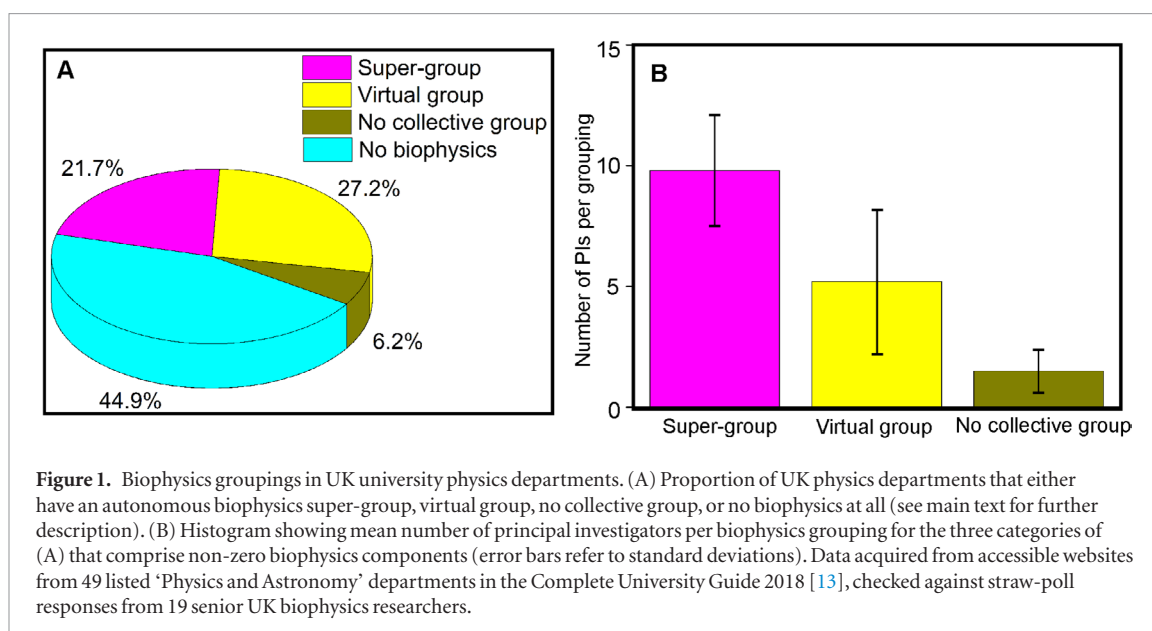 A
Super-group
Virtual group
No collective group
No biophysics
21.7%
27.2%
6.2%
44.9%
B
Number of PIs per grouping
15
10
5
0
Super-group
Virtual group
No collective group
Figure 1. Biophysics groupings in UK university physics departments. (A) Proportion of UK physics departments that either
have an autonomous biophysics super-group, virtual group, no collective group, or no biophysics at all (see main text for further
description). (B) Histogram showing mean number of principal investigators per biophysics grouping for the three categories of
(A) that comprise non-zero biophysics components (error bars refer to standard deviations). Data acquired from accessible websites
from 49 listed ‘Physics and Astronomy’ departments in the Complete University Guide 2018 [13], checked against straw-poll
responses from 19 senior UK biophysics researchers.